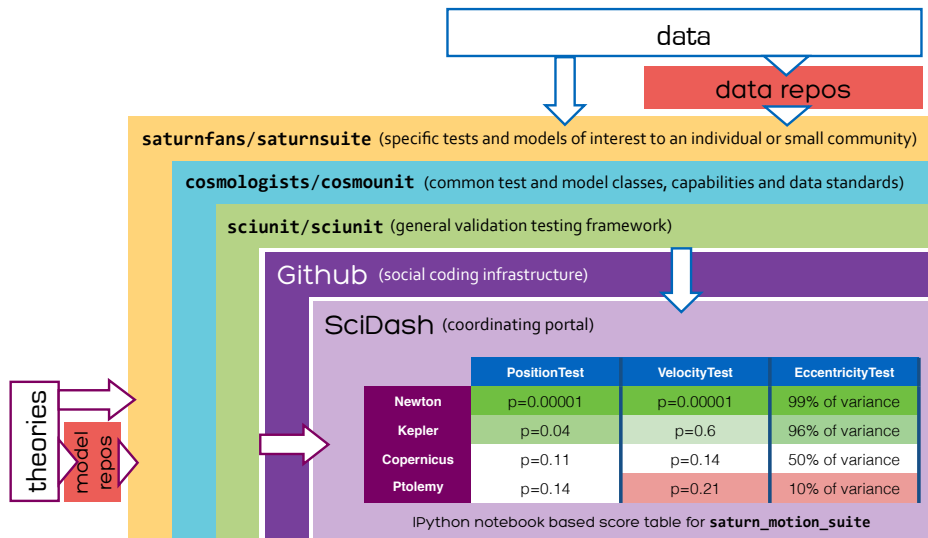 data
data repos
saturnfans/saturnsuite (specific tests and models of interest to an individual or small community)
cosmologists/cosmounit (common test and model classes, capabilities and data standards)
sciunit/sciunit (general validation testing framework)
Github (social coding infrastructure)
SciDash (coordinating portal)
PositionTest VelocityTest EccentricityTest
Newton p=0.00001 p=0.00001 99% of variance
Kepler p=0.04 p=0.6 96% of variance
Copernicus p=0.11 p=0.14 50% of variance
Ptolemy p=0.14 p=0.21 10% of variance
IPython notebook based score table for saturn_motion_suite
theories
model
repos